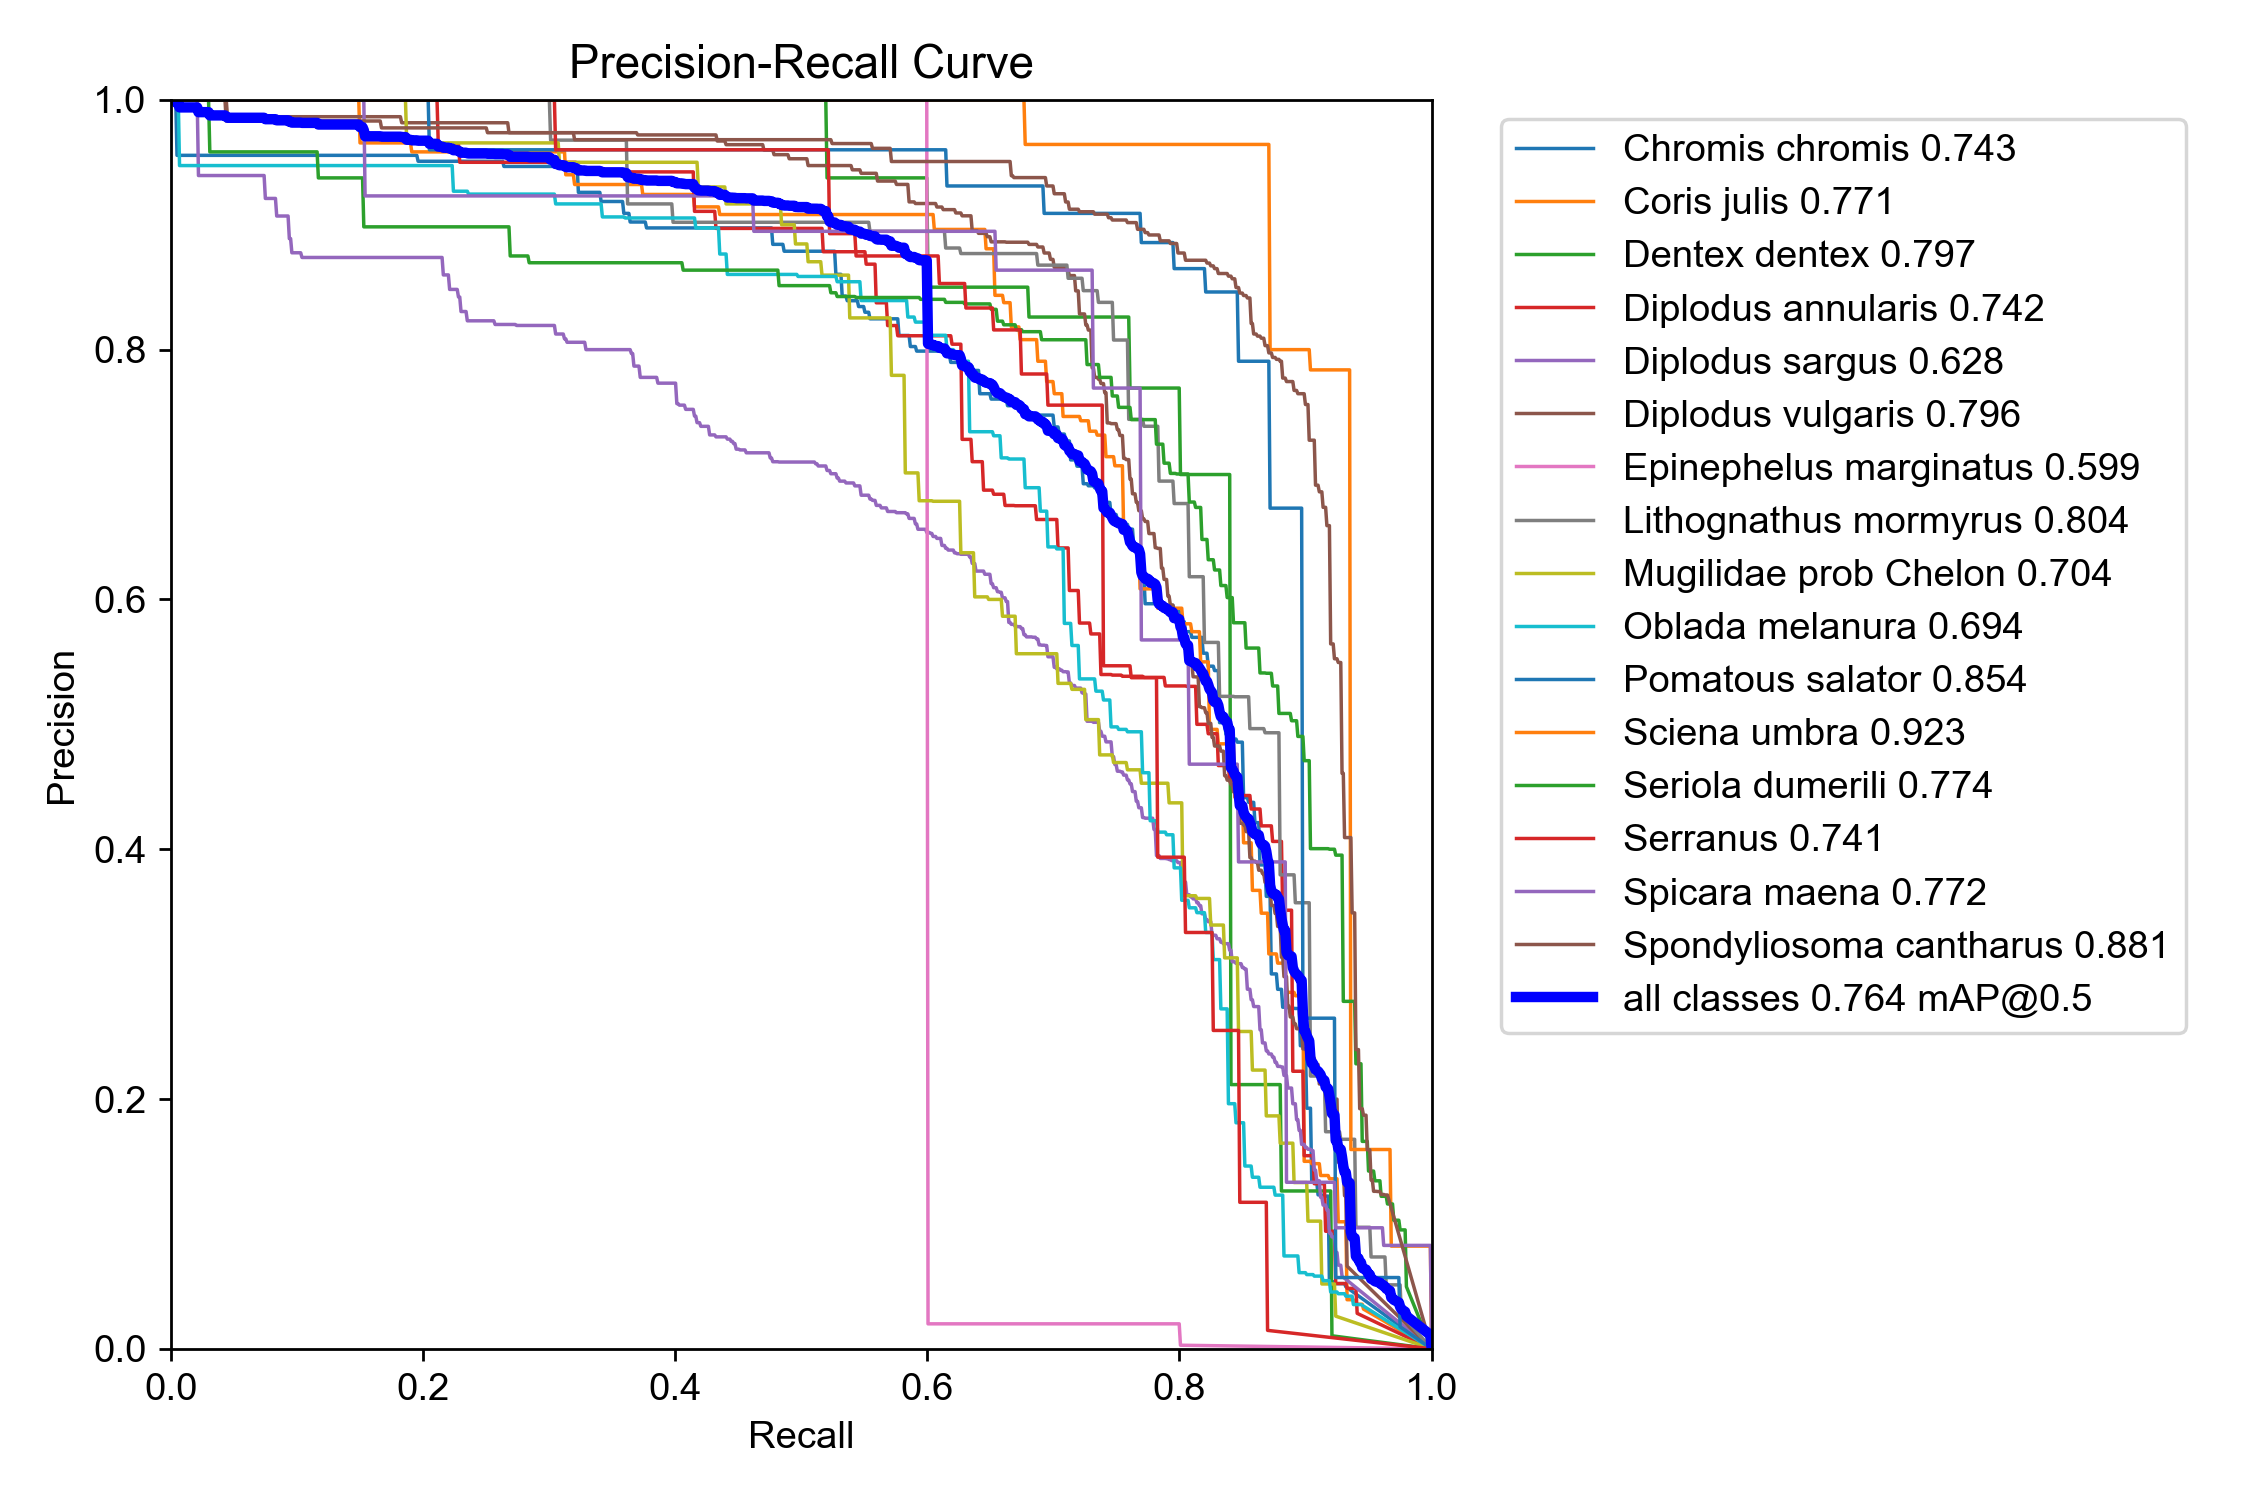 Precision-Recall Curve
1.0
0.8
0.6
0.4
0.2
0.0
Precision
0.0 0.2 0.4 0.6 0.8 1.0
Recall
Chromis chromis 0.743
Coris julis 0.771
Dentex dentex 0.797
Diplodus annularis 0.742
Diplodus sargus 0.628
Diplodus vulgaris 0.796
Epinephelus marginatus 0.599
Lithognathus mormyrus 0.804
Mugilidae prob Chelon 0.704
Oblada melanura 0.694
Pomatous salator 0.854
Sciena umbra 0.923
Seriola dumerili 0.774
Serranus 0.741
Spicara maena 0.772
Spondyliosoma cantharus 0.881
all classes 0.764 mAP@0.5